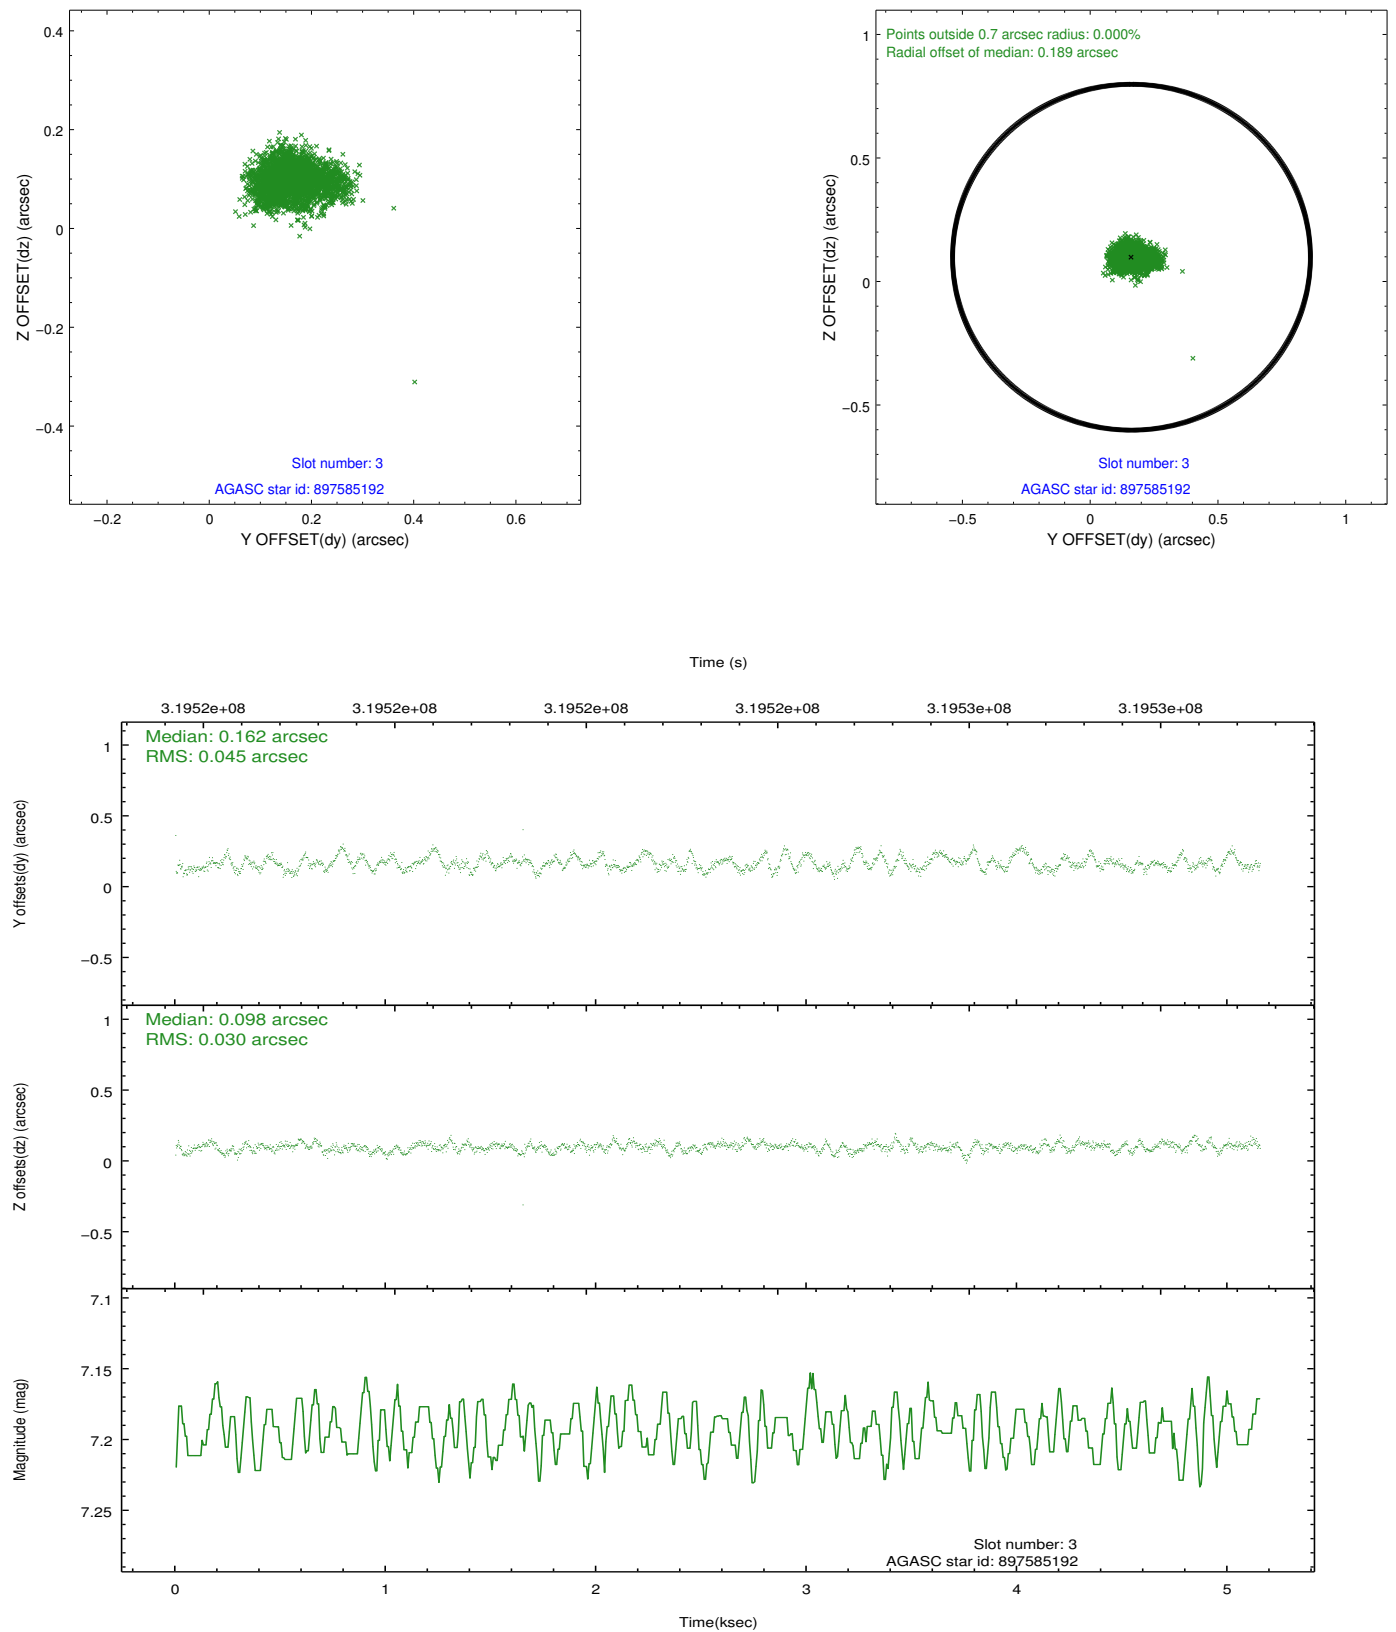 0.4
0.2
0
−0.2
−0.4
Z OFFSET(dz) (arcsec)
Slot number: 3
AGASC star id: 897585192
−0.2 0 0.2 0.4 0.6
Y OFFSET(dy) (arcsec)
Points outside 0.7 arcsec radius: 0.000%
Radial offset of median: 0.189 arcsec
1
0.5
0
−0.5
Z OFFSET(dz) (arcsec)
Slot number: 3
AGASC star id: 897585192
−0.5 0 0.5 1
Y OFFSET(dy) (arcsec)
Time (s)
3.1952e+08 3.1952e+08 3.1952e+08 3.1952e+08 3.1953e+08 3.1953e+08
Median: 0.162 arcsec
RMS: 0.045 arcsec
1
0.5
0
−0.5
Y offsets(dy) (arcsec)
Median: 0.098 arcsec
RMS: 0.030 arcsec
1
0.5
0
−0.5
Z offsets(dz) (arcsec)
7.1
7.15
7.2
7.25
Magnitude (mag)
Slot number: 3
AGASC star id: 897585192
0 1 2 3 4 5
Time(ksec)